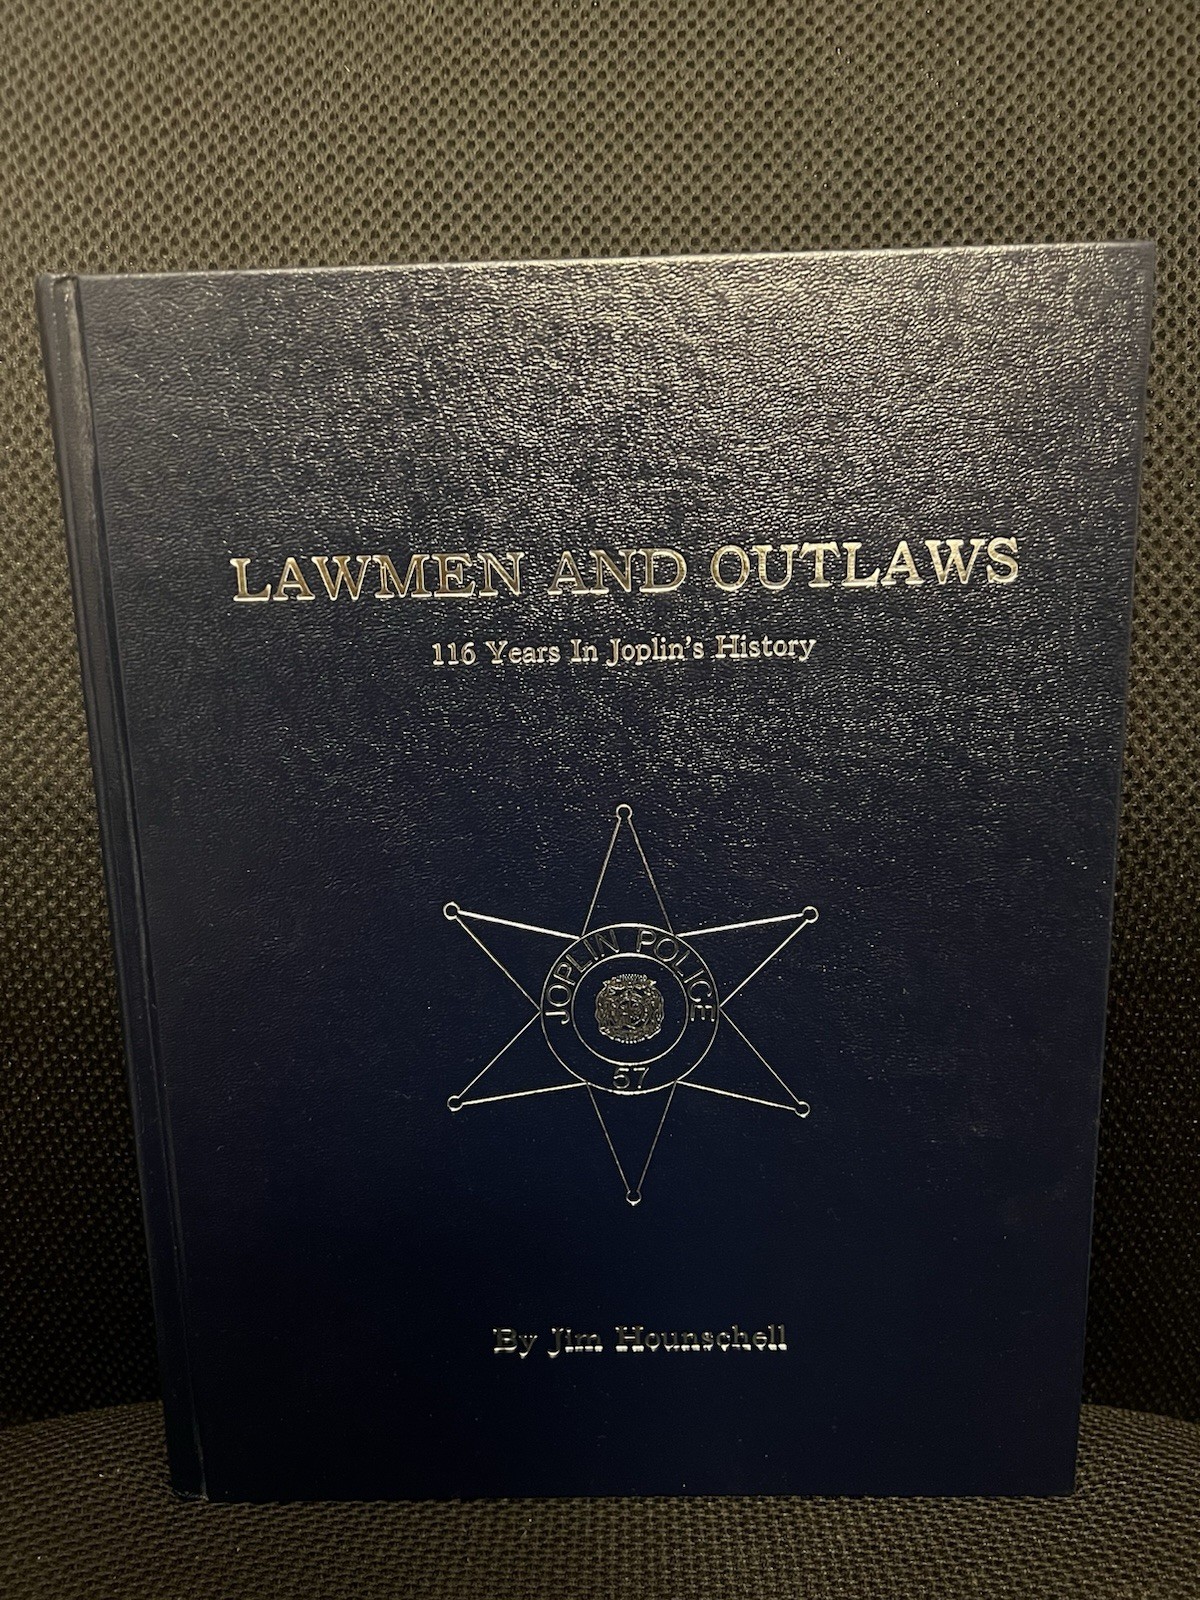 LAWMEN AND OUTLAWS
116 Years In Joplin's History
JOPLIN POLICE
57
By Jim Hounschell